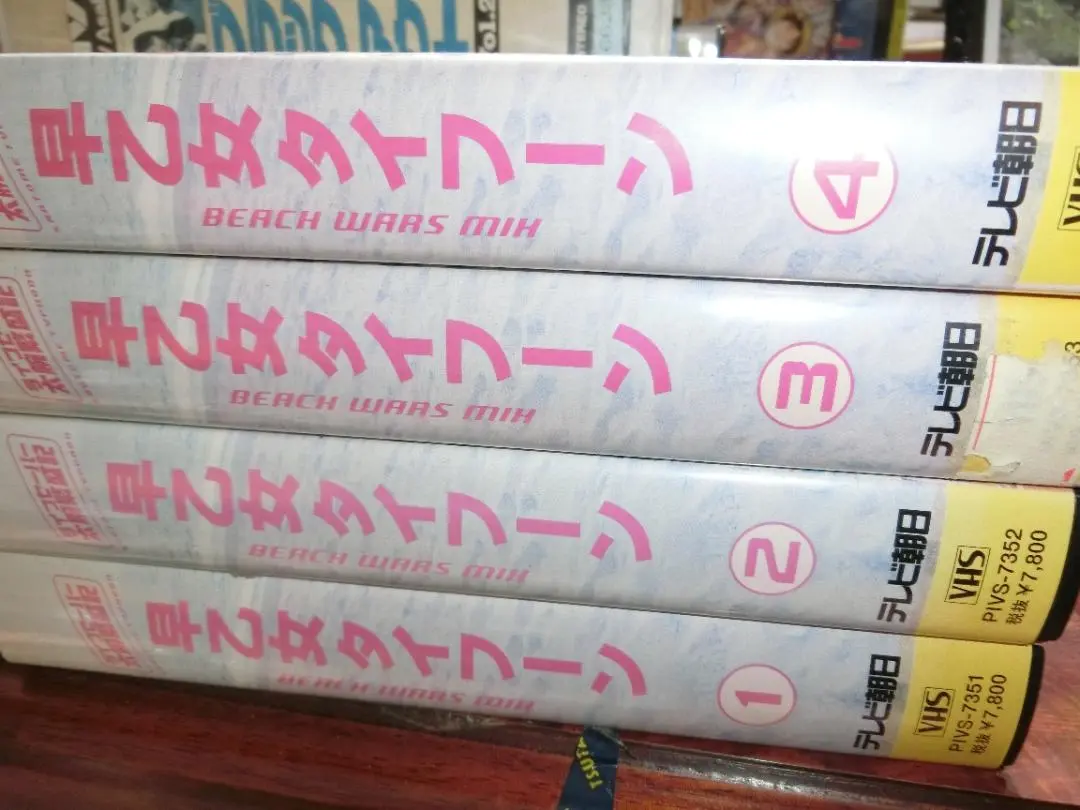 早乙女タイフーン
BEACH WARS MIX
4
テレビ朝日
VHS
早乙女タイフーン
BEACH WARS MIX
3
テレビ朝日
早乙女タイフーン
BEACH WARS MIX
2
テレビ朝日
VHS
PIVS-7352
税抜¥7,800
早乙女タイフーン
BEACH WARS MIX
1
テレビ朝日
VHS
PIVS-7351
税抜¥7,800
TSUTA